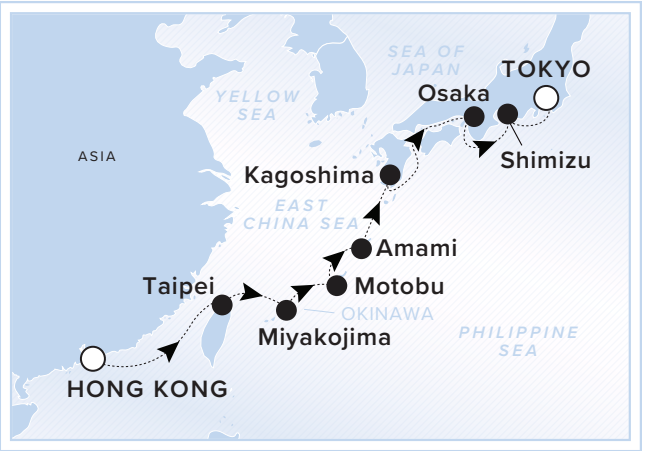 SEA OF
JAPAN
TOKYO
Osaka
YELLOW
SEA
ASIA
Shimizu
Kagoshima
EAST
CHINA SEA
Amami
Taipei
Motobu
OKINAWA
Miyakojima
PHILIPPINE
SEA
HONG KONG